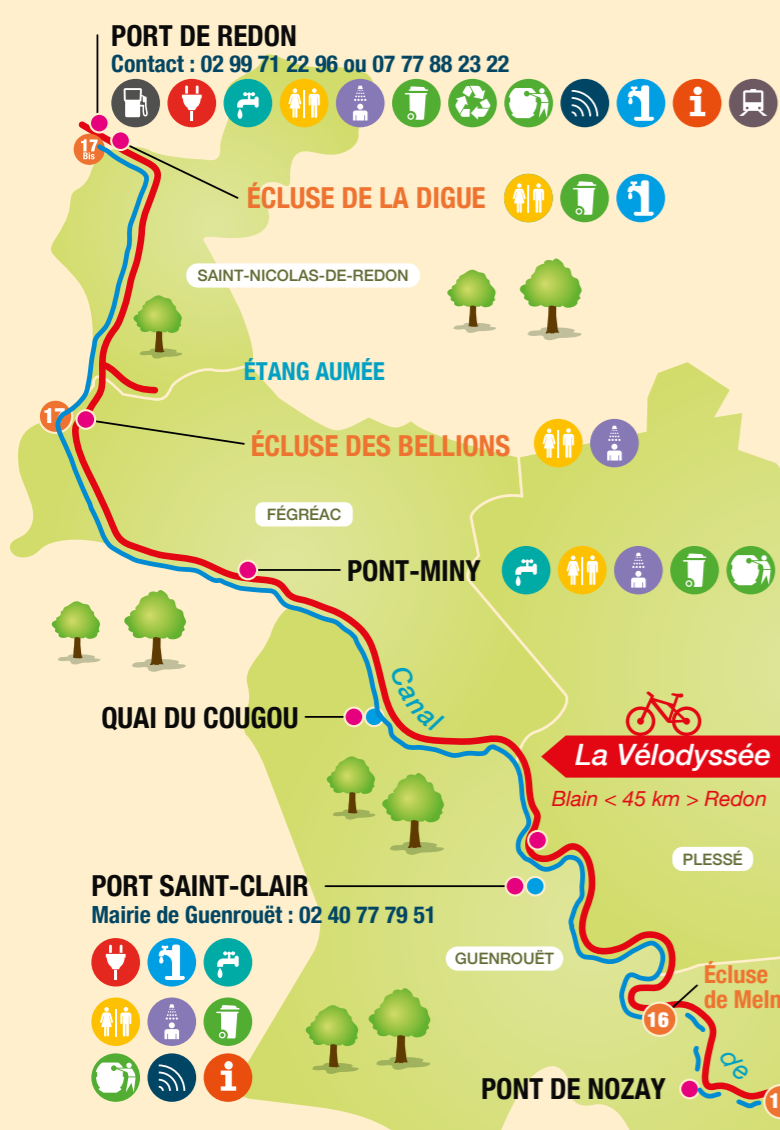 PORT DE REDON
Contact : 02 99 71 22 96 ou 07 77 88 23 22
17
Bis
ÉCLUSE DE LA DIGUE
SAINT-NICOLAS-DE-REDON
ÉTANG AUMÉE
17
ÉCLUSE DES BELLIONS
FÉGRÉAC
PONT-MINY
QUAI DU COUGOU
Canal
La Vélodyssée
Blain < 45 km > Redon
PLESSÉ
PORT SAINT-CLAIR
Mairie de Guenrouët : 02 40 77 79 51
GUENROUËT
Écluse
de
16
de
PONT DE NOZAY